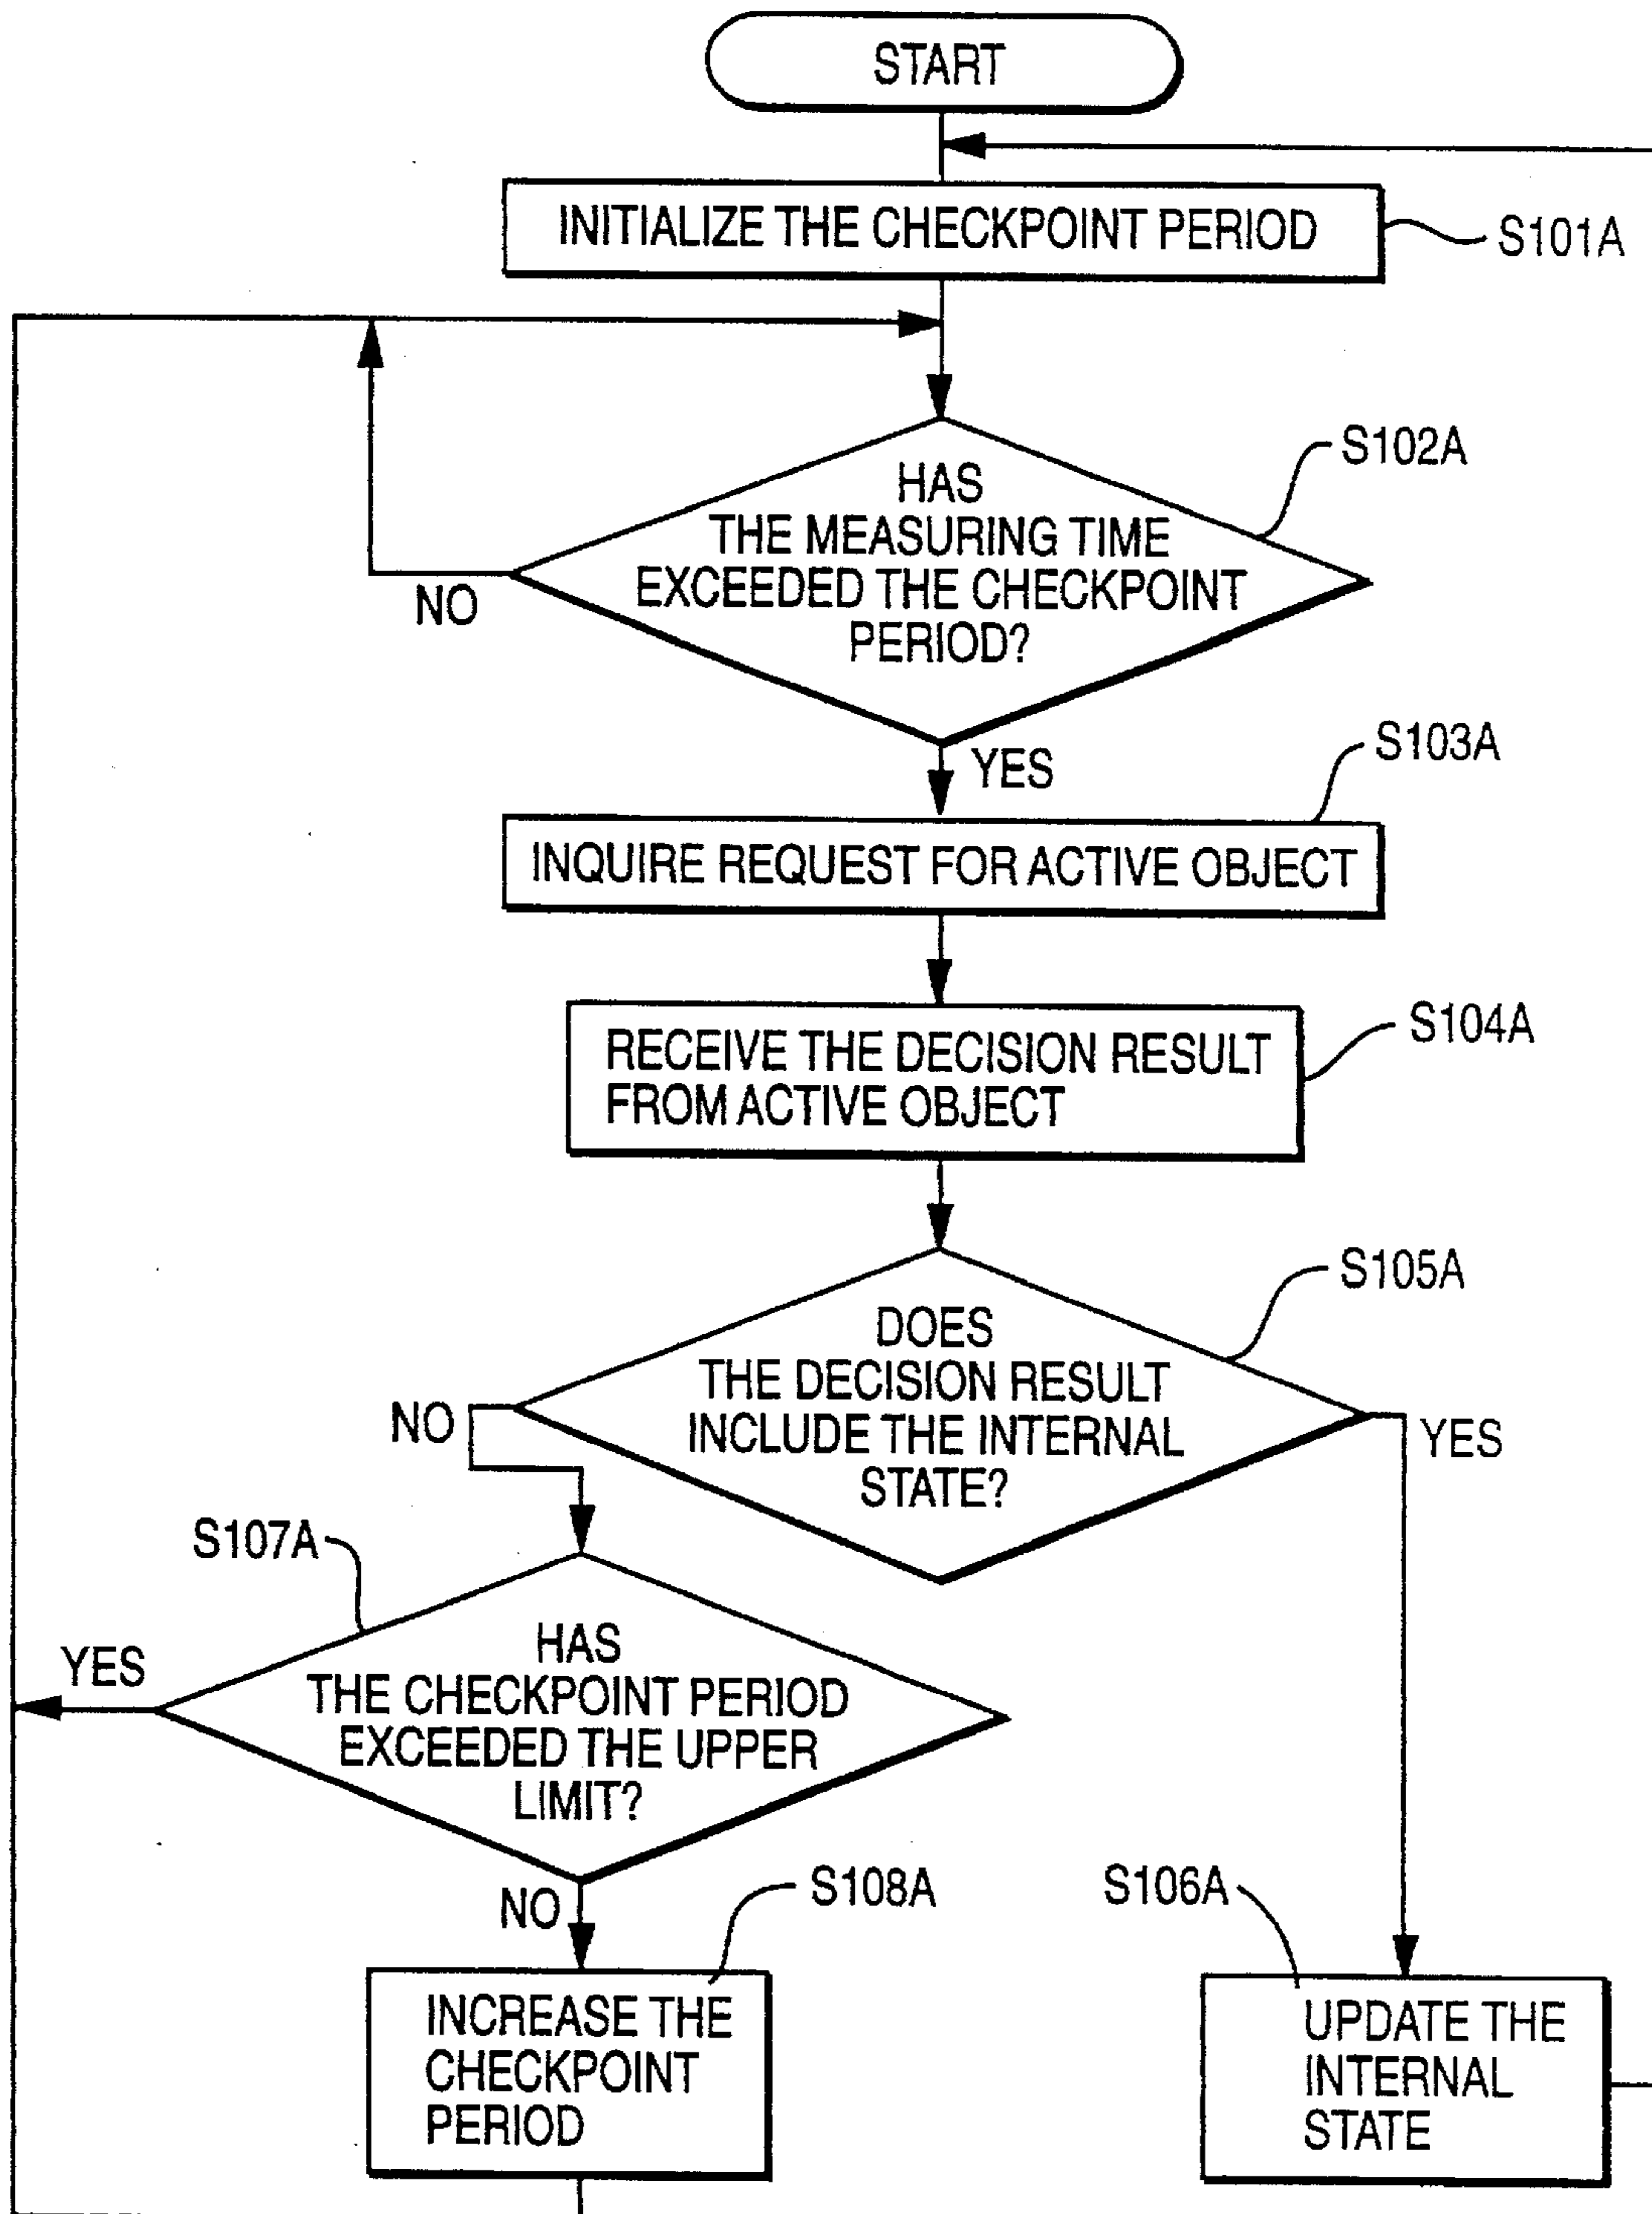 START
INITIALIZE THE CHECKPOINT PERIOD
S101A
S102A
HAS
THE MEASURING TIME
EXCEEDED THE CHECKPOINT
PERIOD?
NO
YES
S103A
INQUIRE REQUEST FOR ACTIVE OBJECT
RECEIVE THE DECISION RESULT
FROM ACTIVE OBJECT
S104A
S105A
DOES
THE DECISION RESULT
INCLUDE THE INTERNAL
STATE?
NO
YES
S107A
HAS
THE CHECKPOINT PERIOD
EXCEEDED THE UPPER
LIMIT?
YES
NO
S108A
S106A
INCREASE THE
CHECKPOINT
PERIOD
UPDATE THE
INTERNAL
STATE